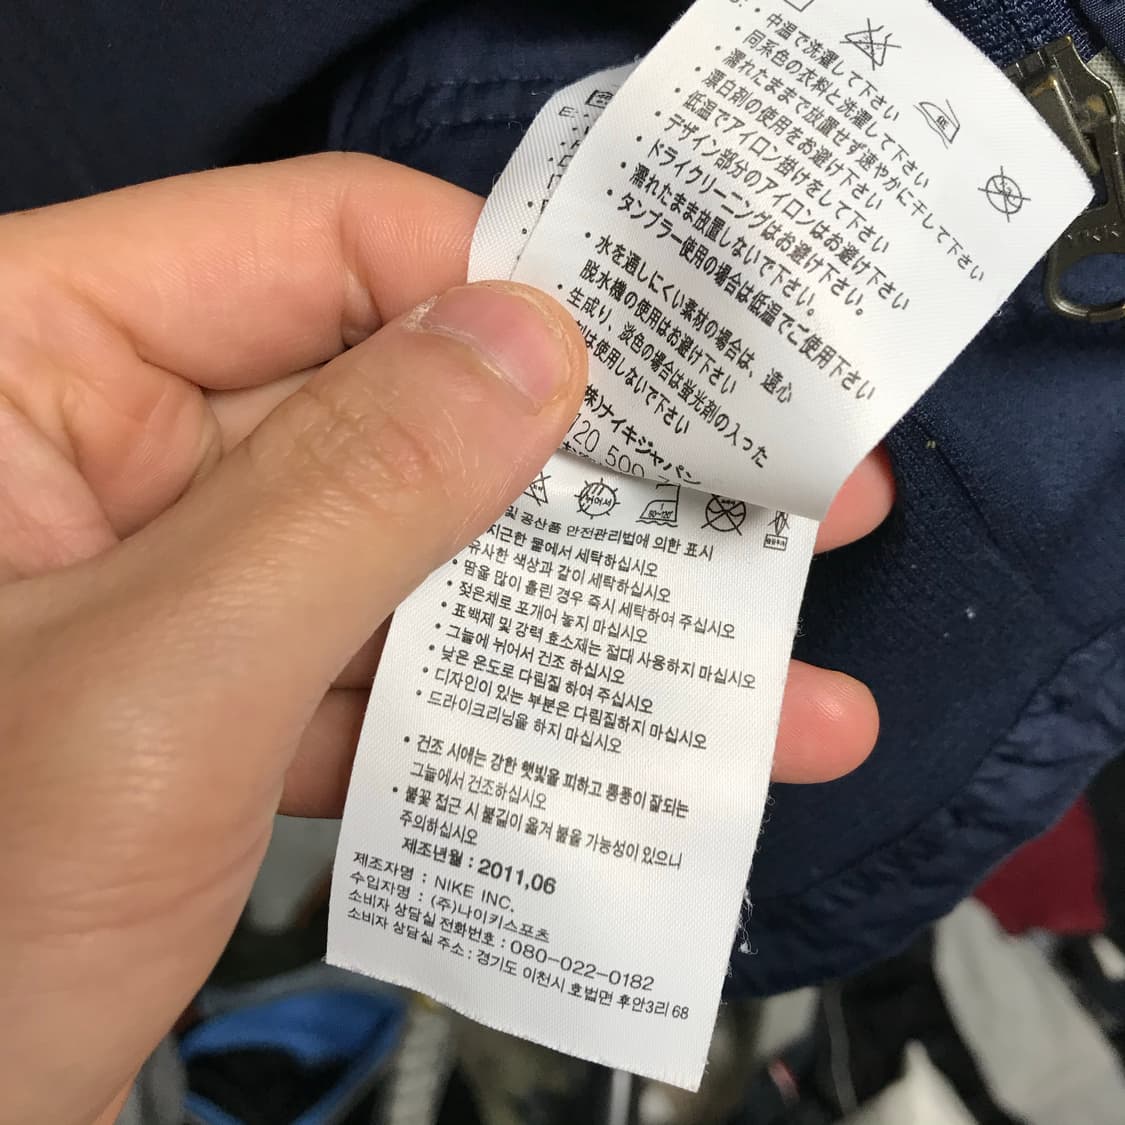 ・中温で洗濯して下さい
・同系色の衣料と洗濯して下さい
・濡れたままで放置せず速やかに干して下さい
・漂白剤の使用をお避け下さい
・低温でアイロン掛けをして下さい
・デザイン部分のアイロンはお避け下さい
・ドライクリーニングはお避け下さい。
・濡れたまま放置しないで下さい。
・タンブラー使用の場合は低温でご使用下さい
・水を通しにくい素材の場合は、遠心
脱水機の使用はお避け下さい
・生成り、淡色の場合は蛍光剤の入った
は使用しないで下さい
株)ナイキジャパン
및 공산품 안전관리법에 의한 표시
지근한 물에서 세탁하십시오
유사한 색상과 같이 세탁하십시오
• 땀을 많이 흘린 경우 즉시 세탁하여 주십시오
• 젖은채로 포개어 놓지 마십시오
• 표백제 및 강력 효소제는 절대 사용하지 마십시오
• 그늘에 뉘어서 건조 하십시오
• 낮은 온도로 다림질 하여 주십시오
• 디자인이 있는 부분은 다림질하지 마십시오
• 드라이크리닝을 하지 마십시오
• 건조 시에는 강한 햇빛을 피하고 통풍이 잘되는
그늘에서 건조하십시오
• 불꽃 접근 시 불길이 옮겨 붙을 가능성이 있으니
주의하십시오
제조년월 : 2011,06
제조자명 : NIKE INC.
수입자명 : (주)나이키스포츠
소비자 상담실 전화번호 : 080-022-0182
소비자 상담실 주소 : 경기도 이천시 호법면 후안3리 68